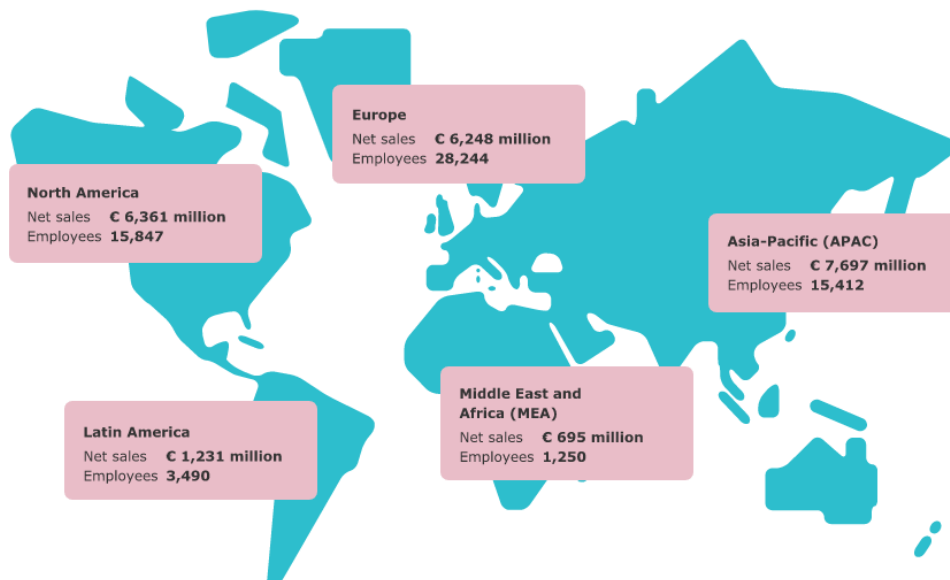 Europe
Net sales € 6,248 million
Employees 28,244
North America
Net sales € 6,361 million
Employees 15,847
Asia-Pacific (APAC)
Net sales € 7,697 million
Employees 15,412
Middle East and
Africa (MEA)
Net sales € 695 million
Employees 1,250
Latin America
Net sales € 1,231 million
Employees 3,490